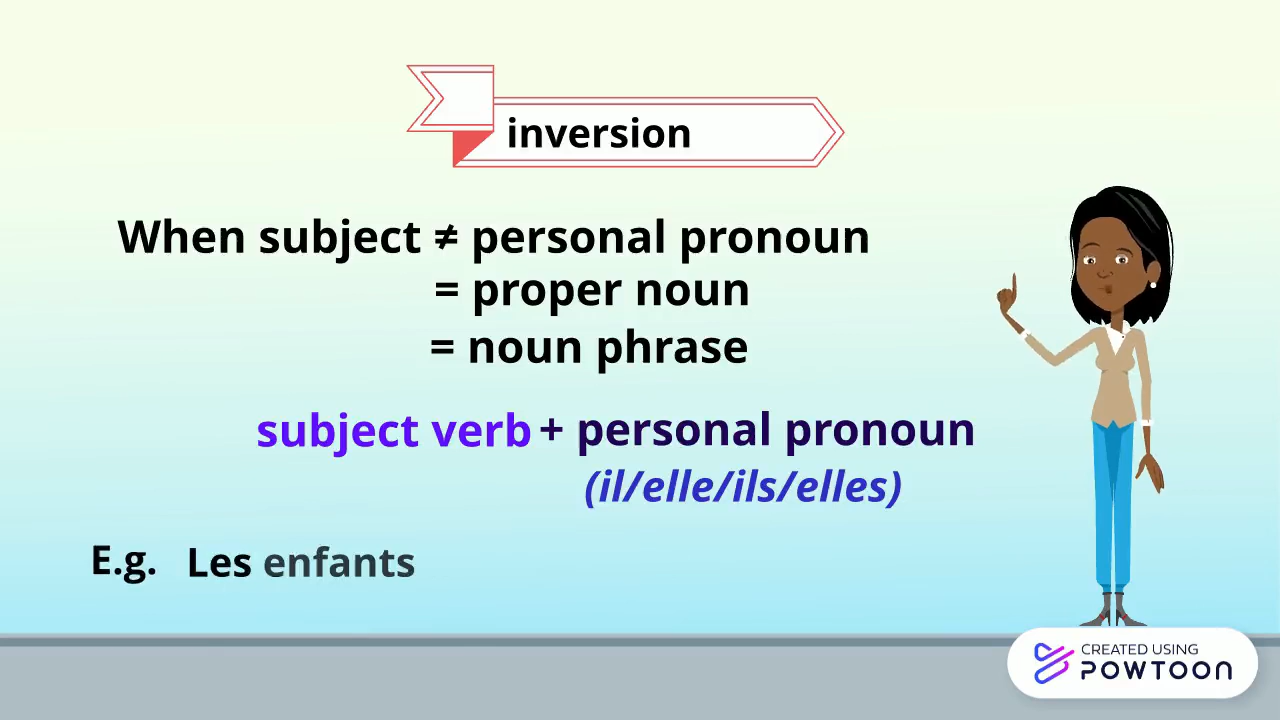 inversion
When subject ≠ personal pronoun
= proper noun
= noun phrase
subject verb + personal pronoun
(il/elle/ils/elles)
E.g. Les enfants
CREATED USING
POWTOON